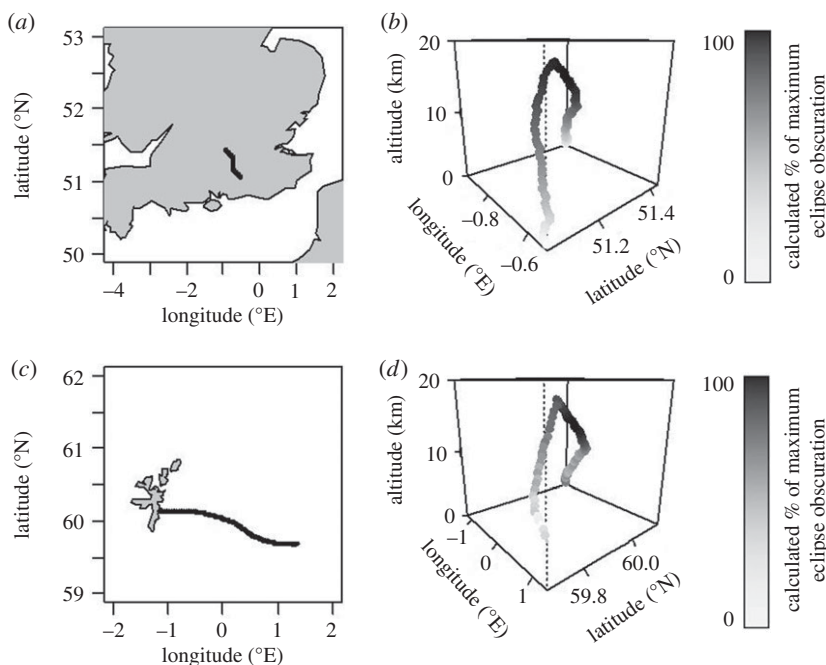 (a)
53
52
51
50
latitude (°N)
–4
–2
0
1
2
longitude (°E)
(b)
20
10
0
altitude (km)
–0.8
–0.6
longitude (°E)
51.2
51.4
latitude (°N)
100
0
calculated % of maximum
eclipse obscuration
(c)
62
61
60
59
latitude (°N)
–2
–1
0
1
2
longitude (°E)
(d)
20
10
0
altitude (km)
–1
0
1
longitude (°E)
59.8
60.0
latitude (°N)
100
0
calculated % of maximum
eclipse obscuration